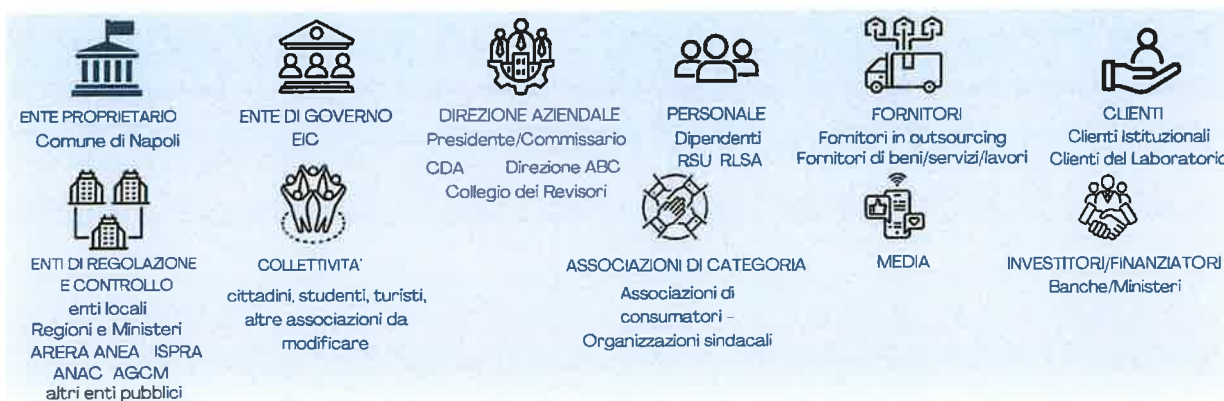 ENTE PROPRIETARIO
Comune di Napoli
ENTE DI GOVERNO
EIC
DIREZIONE AZIENDALE
Presidente/Commissario
CDA Direzione ABC
Collegio dei Revisori
PERSONALE
Dipendenti
RSU RLSA
FORNITORI
Fornitori in outsourcing
Fornitori di beni/servizi/lavori
CLIENTI
Clienti Istituzionali
Clienti del Laboratorio
ENTI DI REGOLAZIONE
E CONTROLLO
enti locali
Regioni e Ministeri
ARERA ANEA ISPRA
ANAC AGCM
altri enti pubblici
COLLETTIVITA'
cittadini, studenti, turisti,
altre associazioni da
modificare
ASSOCIAZIONI DI CATEGORIA
Associazioni di
consumatori -
Organizzazioni sindacali
MEDIA
INVESTITORI/FINANZIATORI
Banche/Ministeri